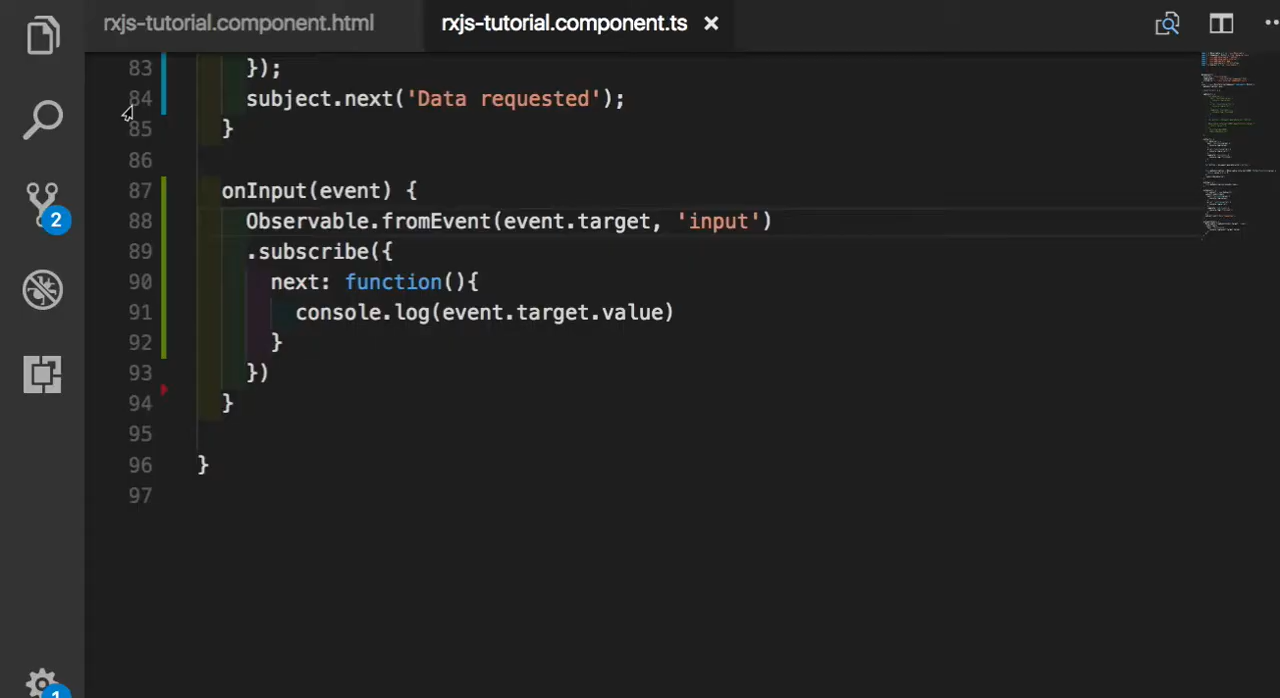 rxjs-tutorial.component.html rxjs-tutorial.component.ts ×
83 });
84 subject.next('Data requested');
85 }
86
87 onInput(event) {
88 Observable.fromEvent(event.target, 'input')
89 .subscribe({
90 next: function(){
91 console.log(event.target.value)
92 }
93 })
94 }
95
96 }
97
2
1